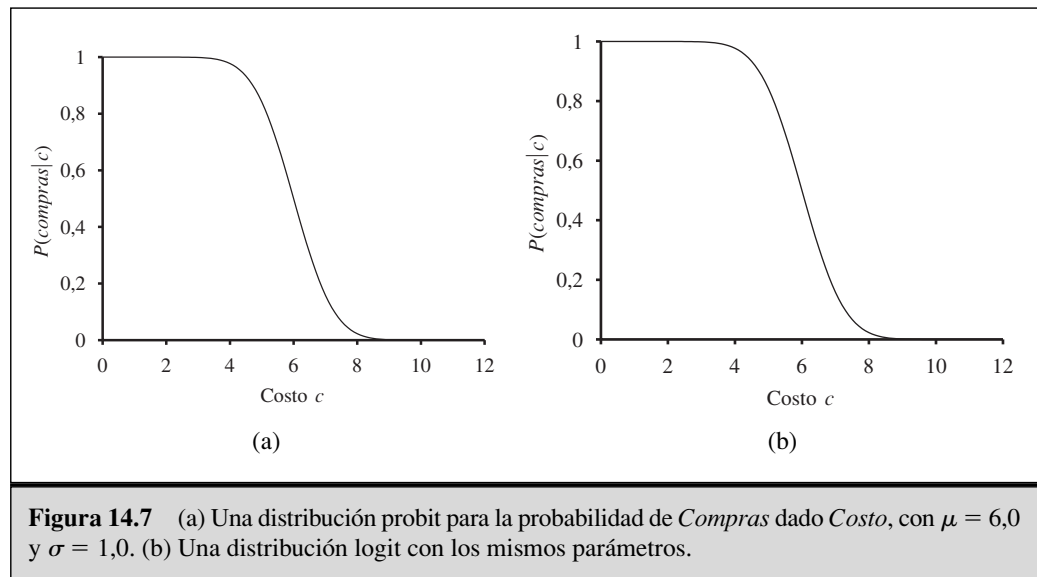 1
0,8
0,6
0,4
0,2
0
P(compras|c)
0 2 4 6 8 10 12
Costo c
(a)
1
0,8
0,6
0,4
0,2
0
P(compras|c)
0 2 4 6 8 10 12
Costo c
(b)
Figura 14.7 (a) Una distribución probit para la probabilidad de Compras dado Costo, con μ = 6,0
y σ = 1,0. (b) Una distribución logit con los mismos parámetros.